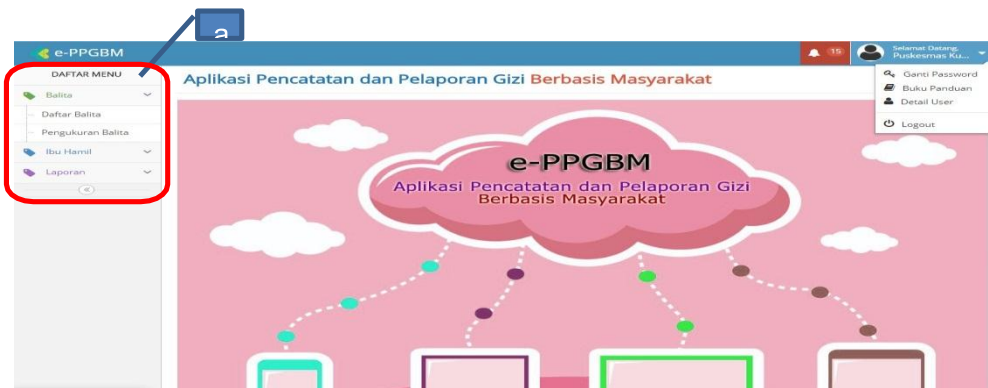 a
e-PPGBM
15
Selamat Datang,
Puskesmas Ku...
DAFTAR MENU
Balita
Daftar Balita
Pengukuran Balita
Ibu Hamil
Laporan
Aplikasi Pencatatan dan Pelaporan Gizi Berbasis Masyarakat
Ganti Password
Buku Panduan
Detail User
Logout
e-PPGBM
Aplikasi Pencatatan dan Pelaporan Gizi
Berbasis Masyarakat